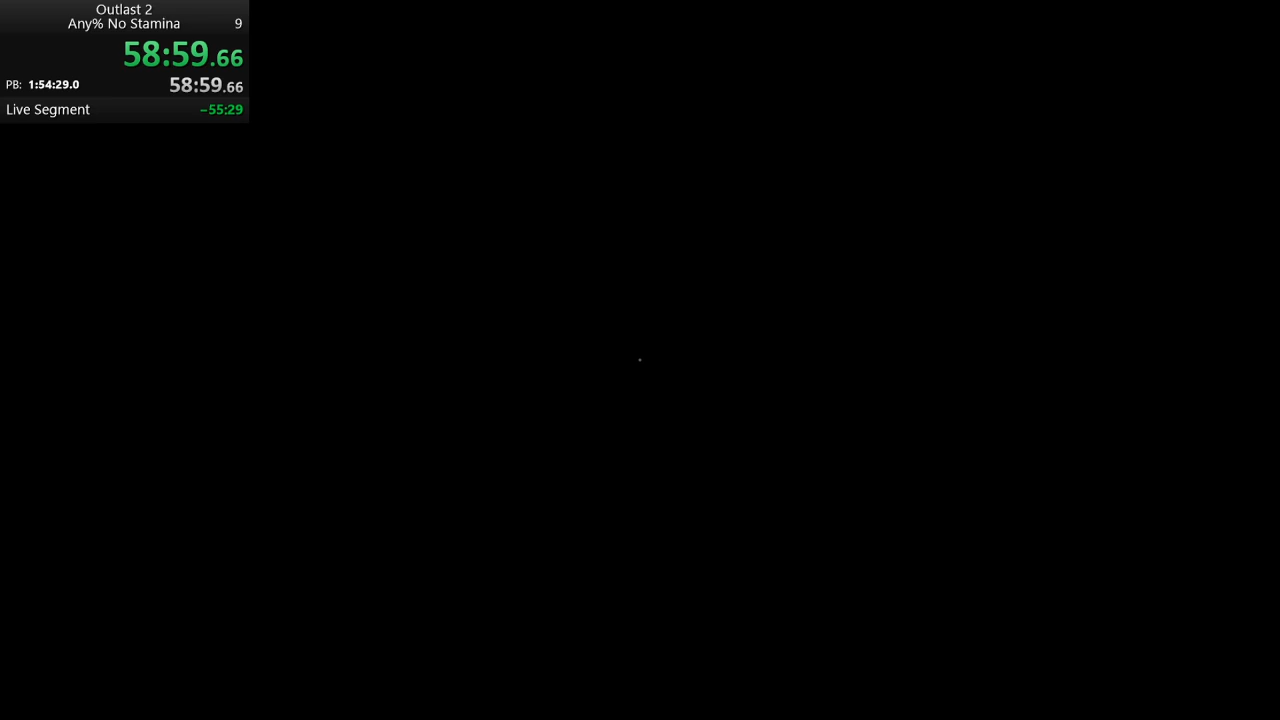 Outlast 2
Any% No Stamina 9
58:59.66
PB: 1:54:29.0 58:59.66
Live Segment −55:29